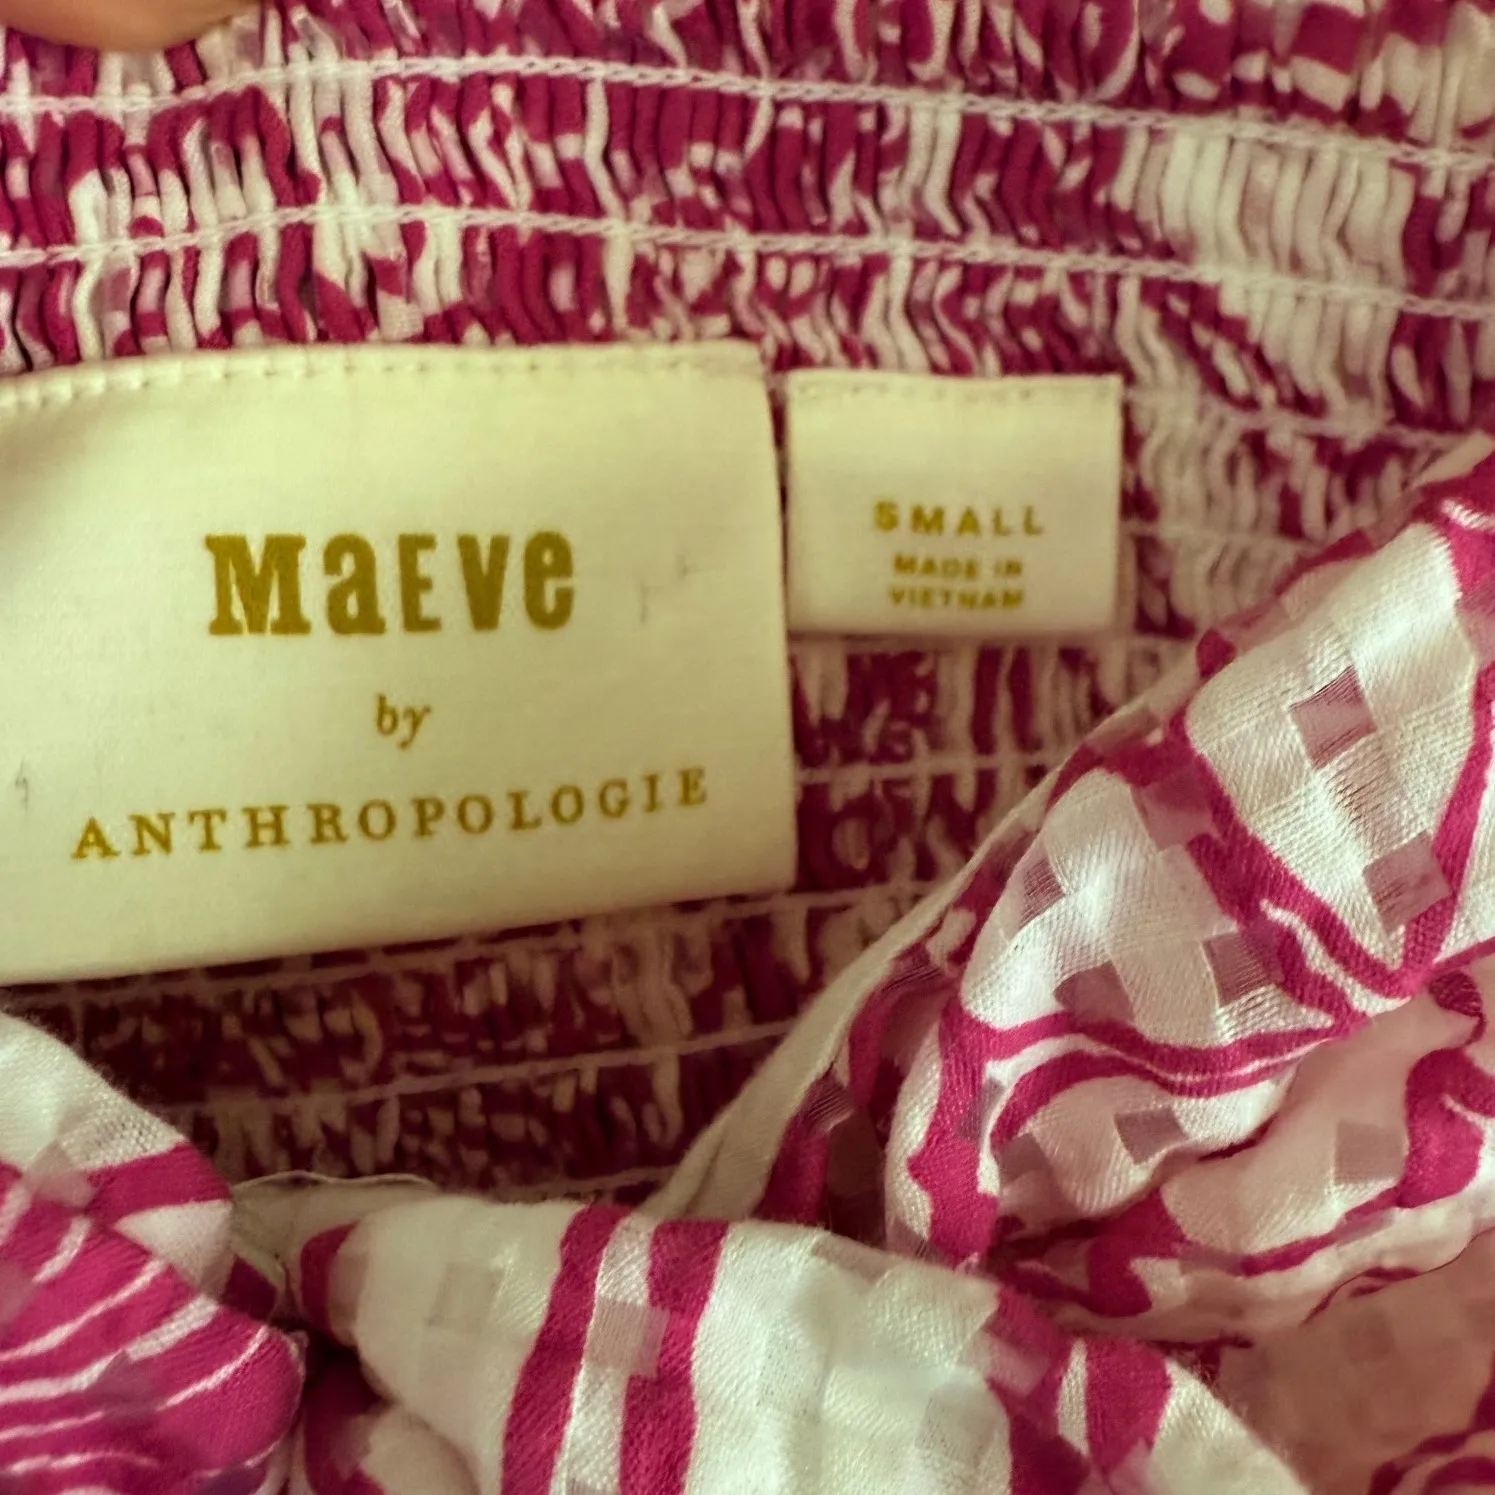 MaEve
by
ANTHROPOLOGIE
SMALL
MADE IN
VIETNAM